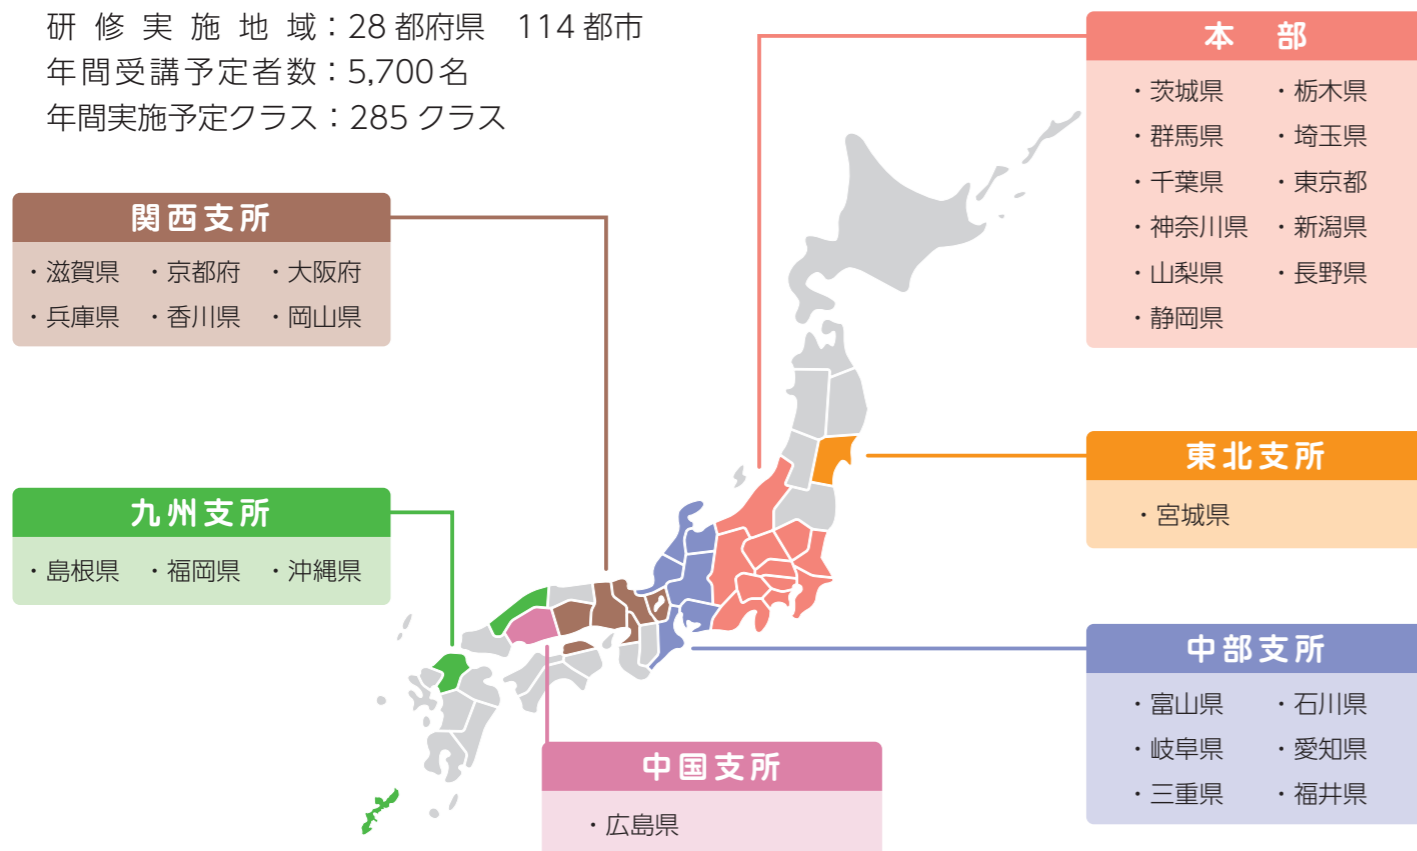 研修実施地域：28都府県　114都市
年間受講予定者数：5,700名
年間実施予定クラス：285クラス
本部
・茨城県　・栃木県
・群馬県　・埼玉県
・千葉県　・東京都
・神奈川県　・新潟県
・山梨県　・長野県
・静岡県
関西支所
・滋賀県　・京都府　・大阪府
・兵庫県　・香川県　・岡山県
東北支所
・宮城県
九州支所
・島根県　・福岡県　・沖縄県
中部支所
・富山県　・石川県
・岐阜県　・愛知県
・三重県　・福井県
中国支所
・広島県